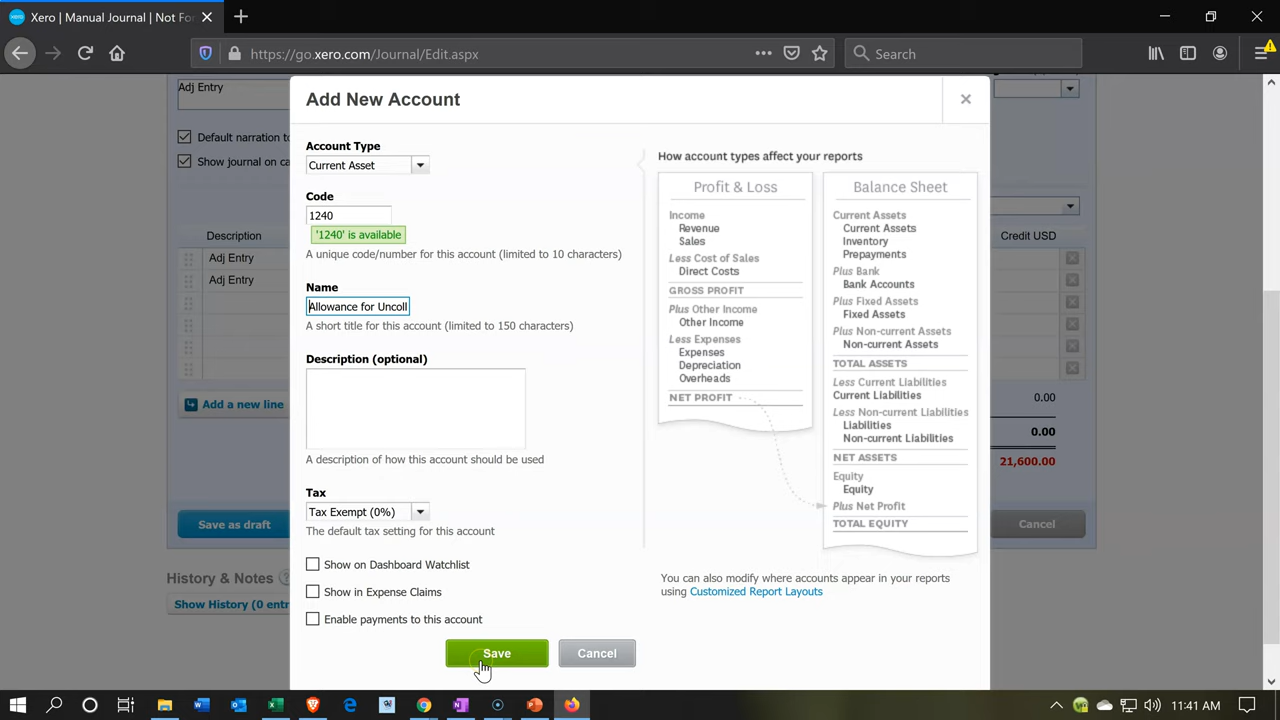 Xero | Manual Journal | Not For
https://go.xero.com/Journal/Edit.aspx
Search
Adj Entry
Default narration to
Show journal on ca
Description
Credit USD
Adj Entry
Adj Entry
Add a new line
0.00
0.00
21,600.00
Save as draft
Cancel
History & Notes
Show History (0 entr
Add New Account
Account Type
Current Asset
Code
1240
'1240' is available
A unique code/number for this account (limited to 10 characters)
Name
Allowance for Uncoll
A short title for this account (limited to 150 characters)
Description (optional)
A description of how this account should be used
Tax
Tax Exempt (0%)
The default tax setting for this account
Show on Dashboard Watchlist
Show in Expense Claims
Enable payments to this account
Save
Cancel
How account types affect your reports
Profit & Loss
Income
Revenue
Sales
Less Cost of Sales
Direct Costs
GROSS PROFIT
Plus Other Income
Other Income
Less Expenses
Expenses
Depreciation
Overheads
NET PROFIT
Balance Sheet
Current Assets
Current Assets
Inventory
Prepayments
Plus Bank
Bank Accounts
Plus Fixed Assets
Fixed Assets
Plus Non-current Assets
Non-current Assets
TOTAL ASSETS
Less Current Liabilities
Current Liabilities
Less Non-current Liabilities
Liabilities
Non-current Liabilities
NET ASSETS
Equity
Equity
Plus Net Profit
TOTAL EQUITY
You can also modify where accounts appear in your reports
using Customized Report Layouts
11:41 AM